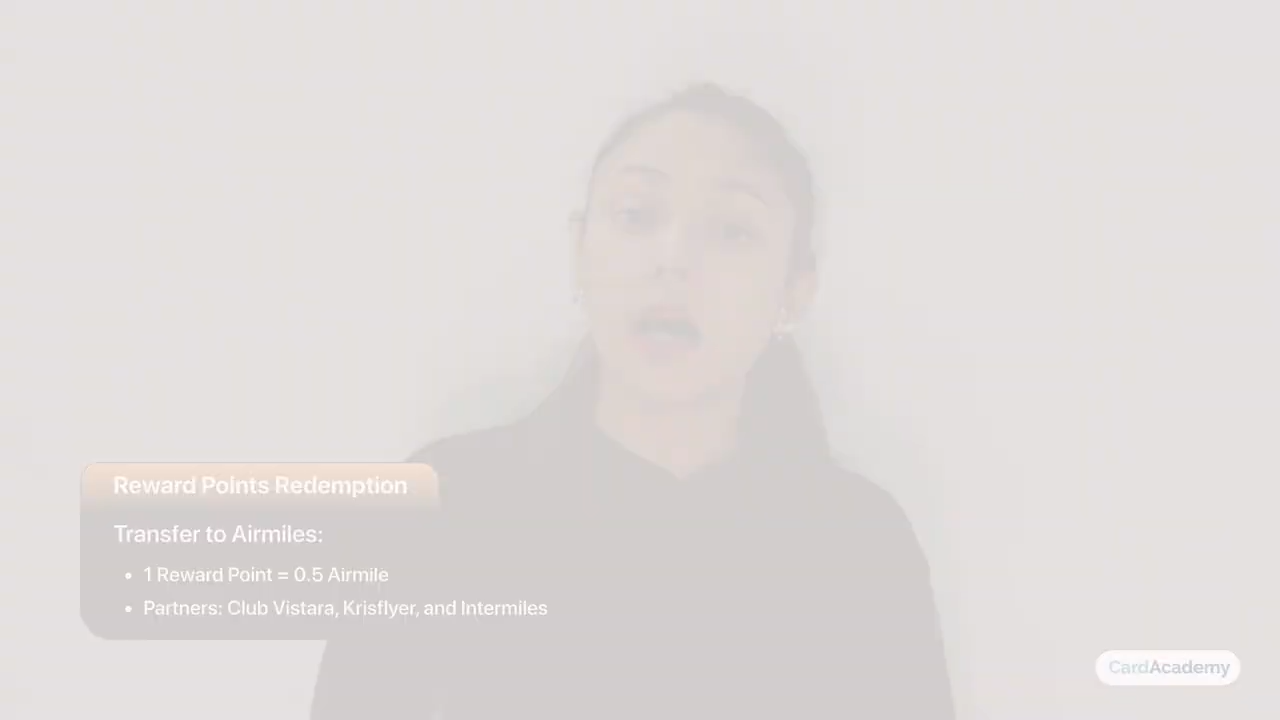 Reward Points Redemption
Transfer to Airmiles:
• 1 Reward Point = 0.5 Airmile
• Partners: Club Vistara, Krisflyer, and Intermiles
CardAcademy